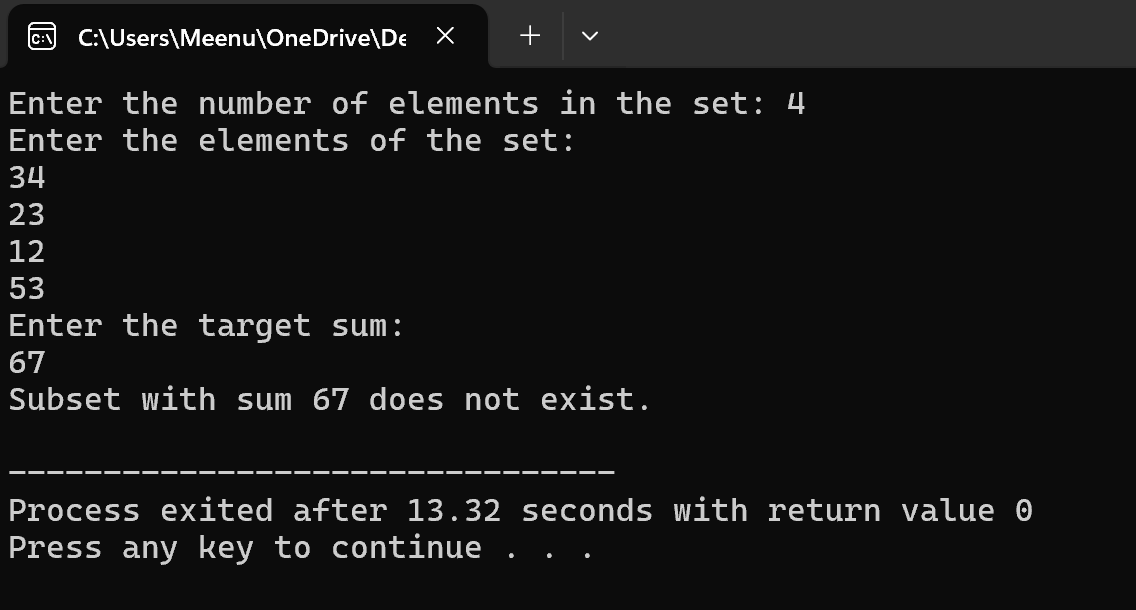 C:\Users\Meenu\OneDrive\De
Enter the number of elements in the set: 4
Enter the elements of the set:
34
23
12
53
Enter the target sum:
67
Subset with sum 67 does not exist.
--------------------------------
Process exited after 13.32 seconds with return value 0
Press any key to continue . . .